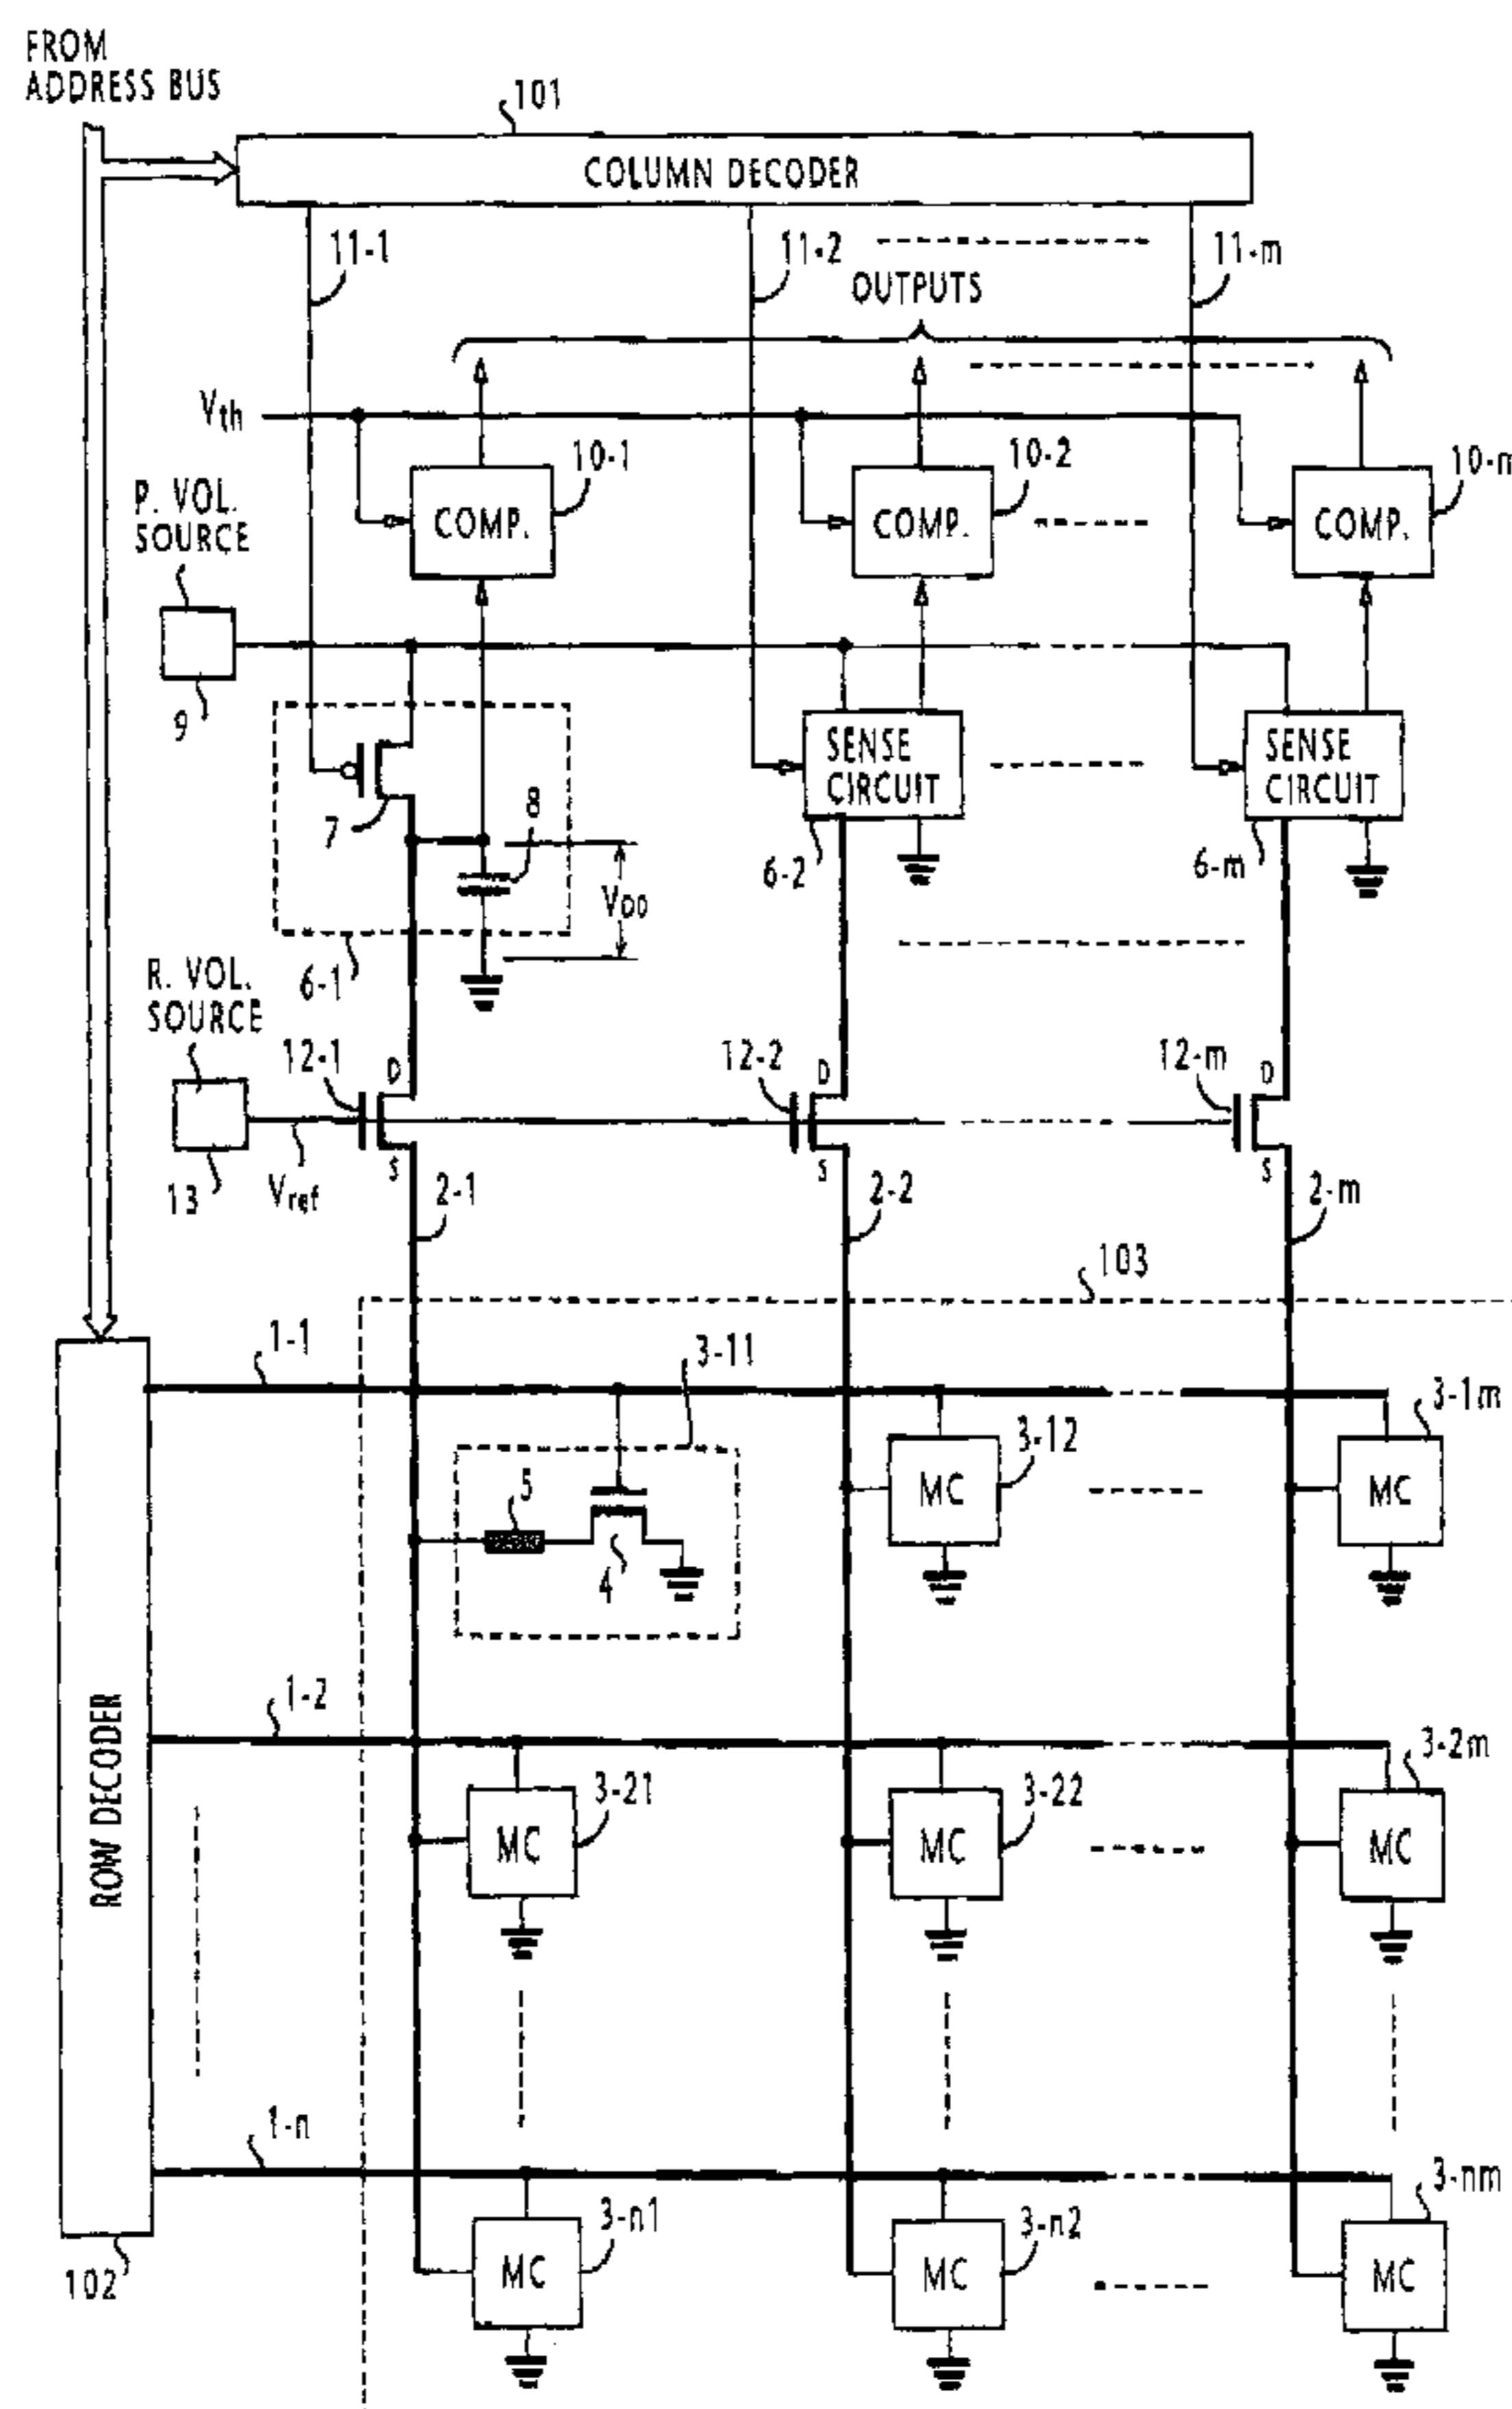 FROM
ADDRESS BUS
101
COLUMN DECODER
11-1
11-2
11-m
OUTPUTS
Vth
10-1
10-2
10-m
P. VOL.
SOURCE
COMP.
COMP.
COMP.
9
SENSE
CIRCUIT
SENSE
CIRCUIT
7
8
VDD
6-1
6-2
6-m
R. VOL.
SOURCE
12-1
D
12-2
D
12-m
D
13
Vref
S
2-1
S
2-2
S
2-m
103
1-1
3-11
3-12
3-1m
5
4
MC
MC
1-2
3-21
3-22
3-2m
MC
MC
MC
ROW DECODER
1-n
3-n1
3-n2
3-nm
MC
MC
MC
102